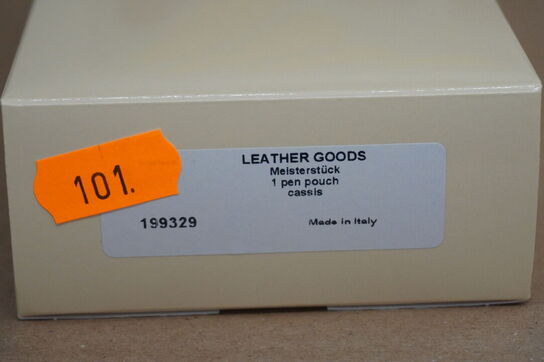 101.
LEATHER GOODS
Meisterstück
1 pen pouch
cassis
199329 Made in Italy